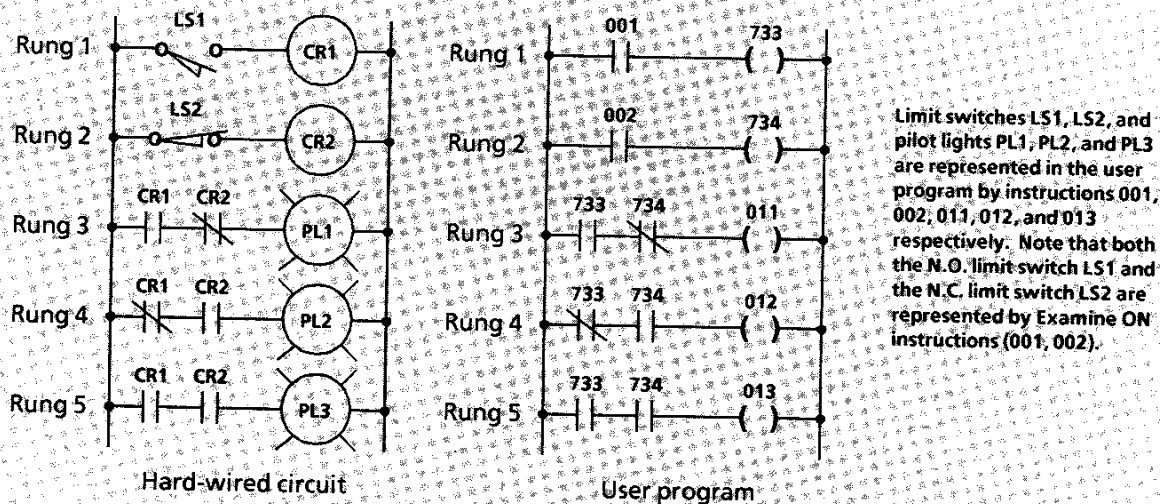 LS1
Rung 1
CR1
LS2
Rung 2
CR2
CR1 CR2
Rung 3
PL1
CR1 CR2
Rung 4
PL2
CR1 CR2
Rung 5
PL3
Hard-wired circuit
001 733
Rung 1
002 734
Rung 2
733 734 011
Rung 3
733 734 012
Rung 4
733 734 013
Rung 5
User program
Limit switches LS1, LS2, and
pilot lights PL1, PL2, and PL3
are represented in the user
program by instructions 001,
002, 011, 012, and 013
respectively. Note that both
the N.O. limit switch LS1 and
the N.C. limit switch LS2 are
represented by Examine ON
instructions (001, 002).